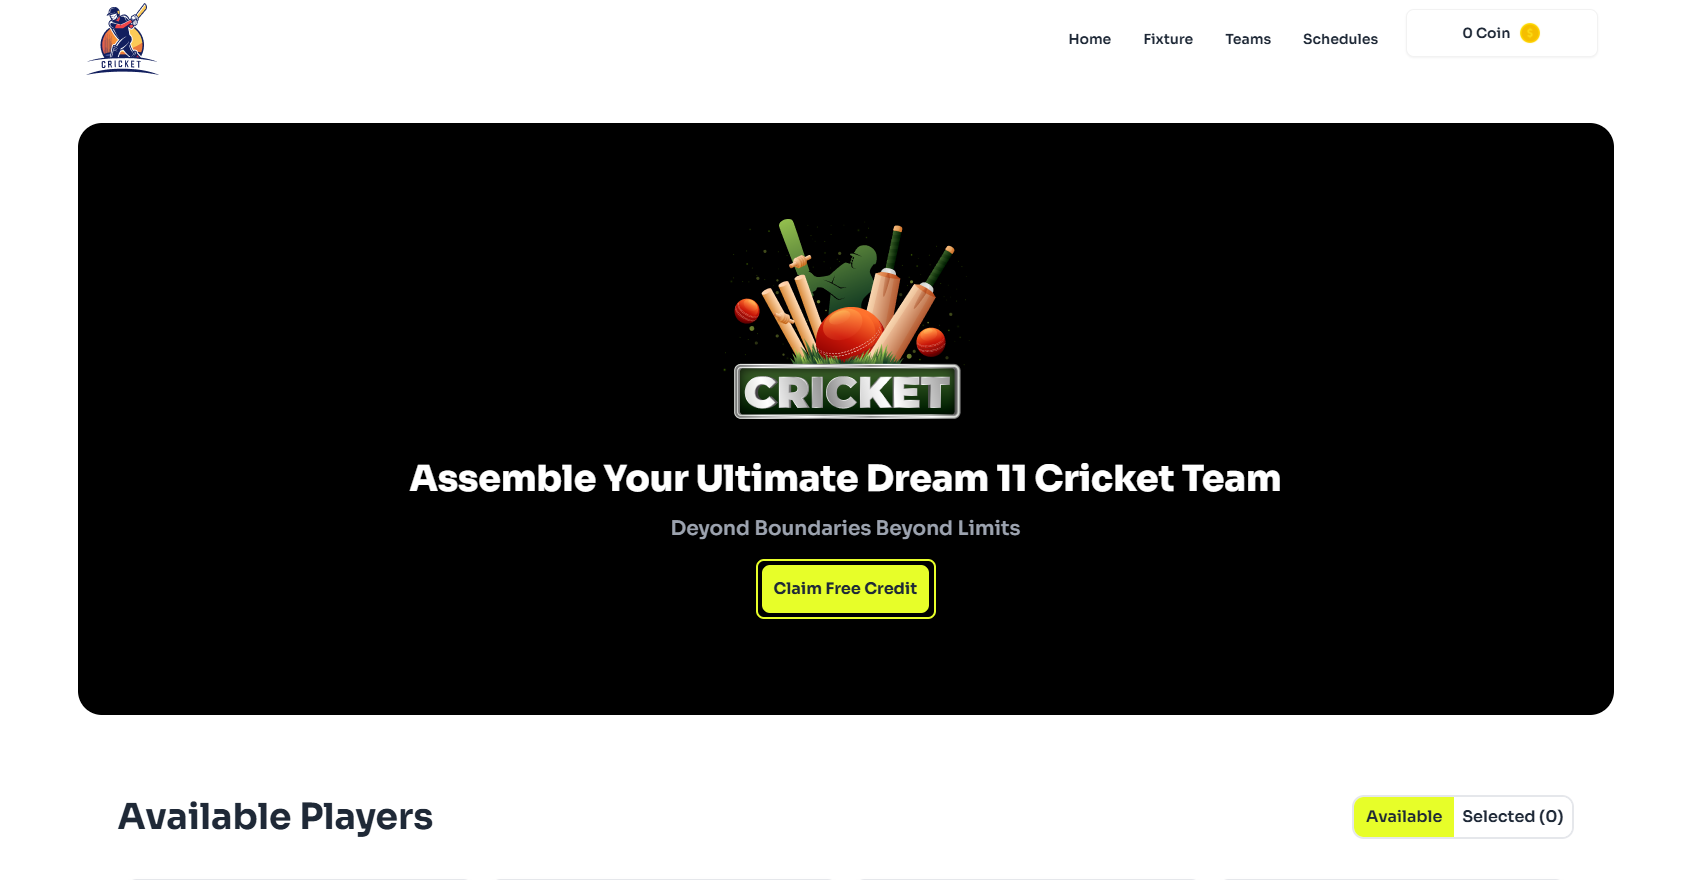 CRICKET
Home Fixture Teams Schedules 0 Coin
CRICKET
Assemble Your Ultimate Dream 11 Cricket Team
Deyond Boundaries Beyond Limits
Claim Free Credit
Available Players Available Selected (0)